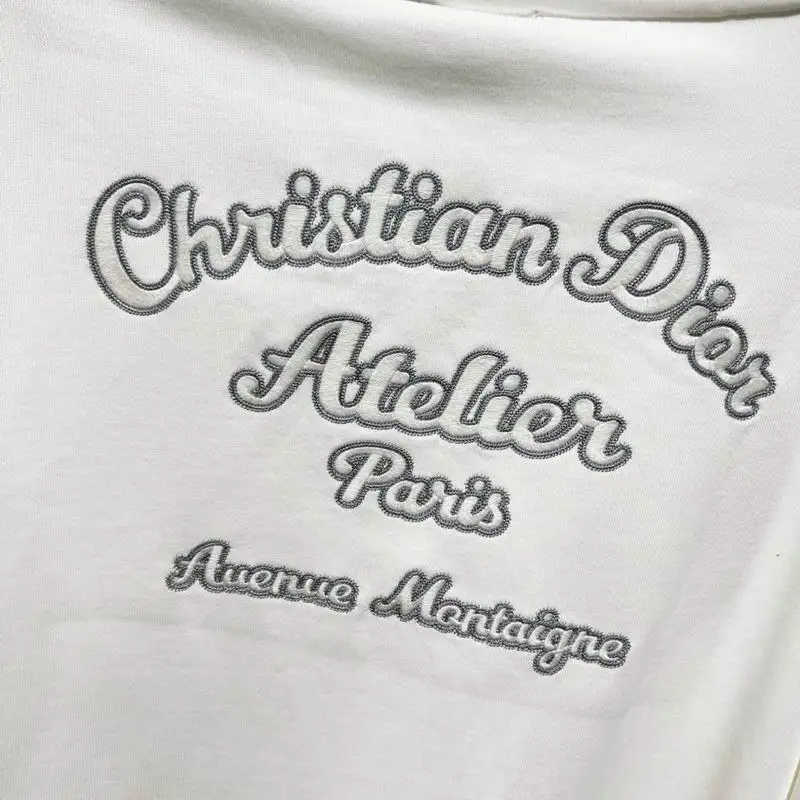 Christian Dior
Atelier
Paris
Avenue Montaigne